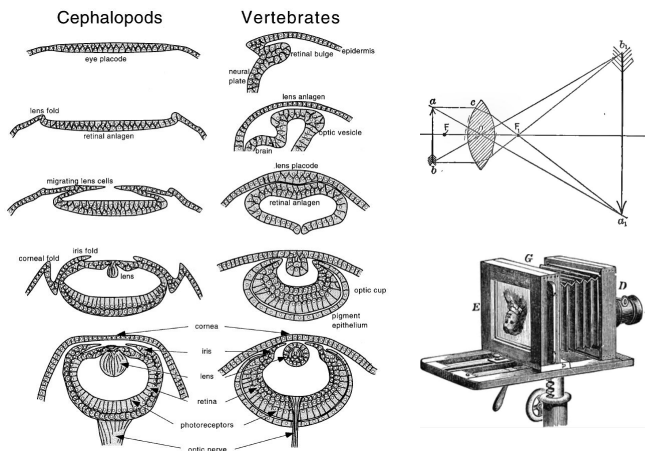 Cephalopods
Vertebrates
eye placode
retinal bulge
epidermis
neural
plate
lens fold
retinal anlagen
lens anlagen
optic vesicle
brain
migrating lens cells
lens placode
retinal anlagen
corneal fold
iris fold
lens
optic cup
pigment
epithelium
cornea
iris
lens
retina
photoreceptors
optic nerve
a
c
b
b₁
a₁
F
F
E
G
D